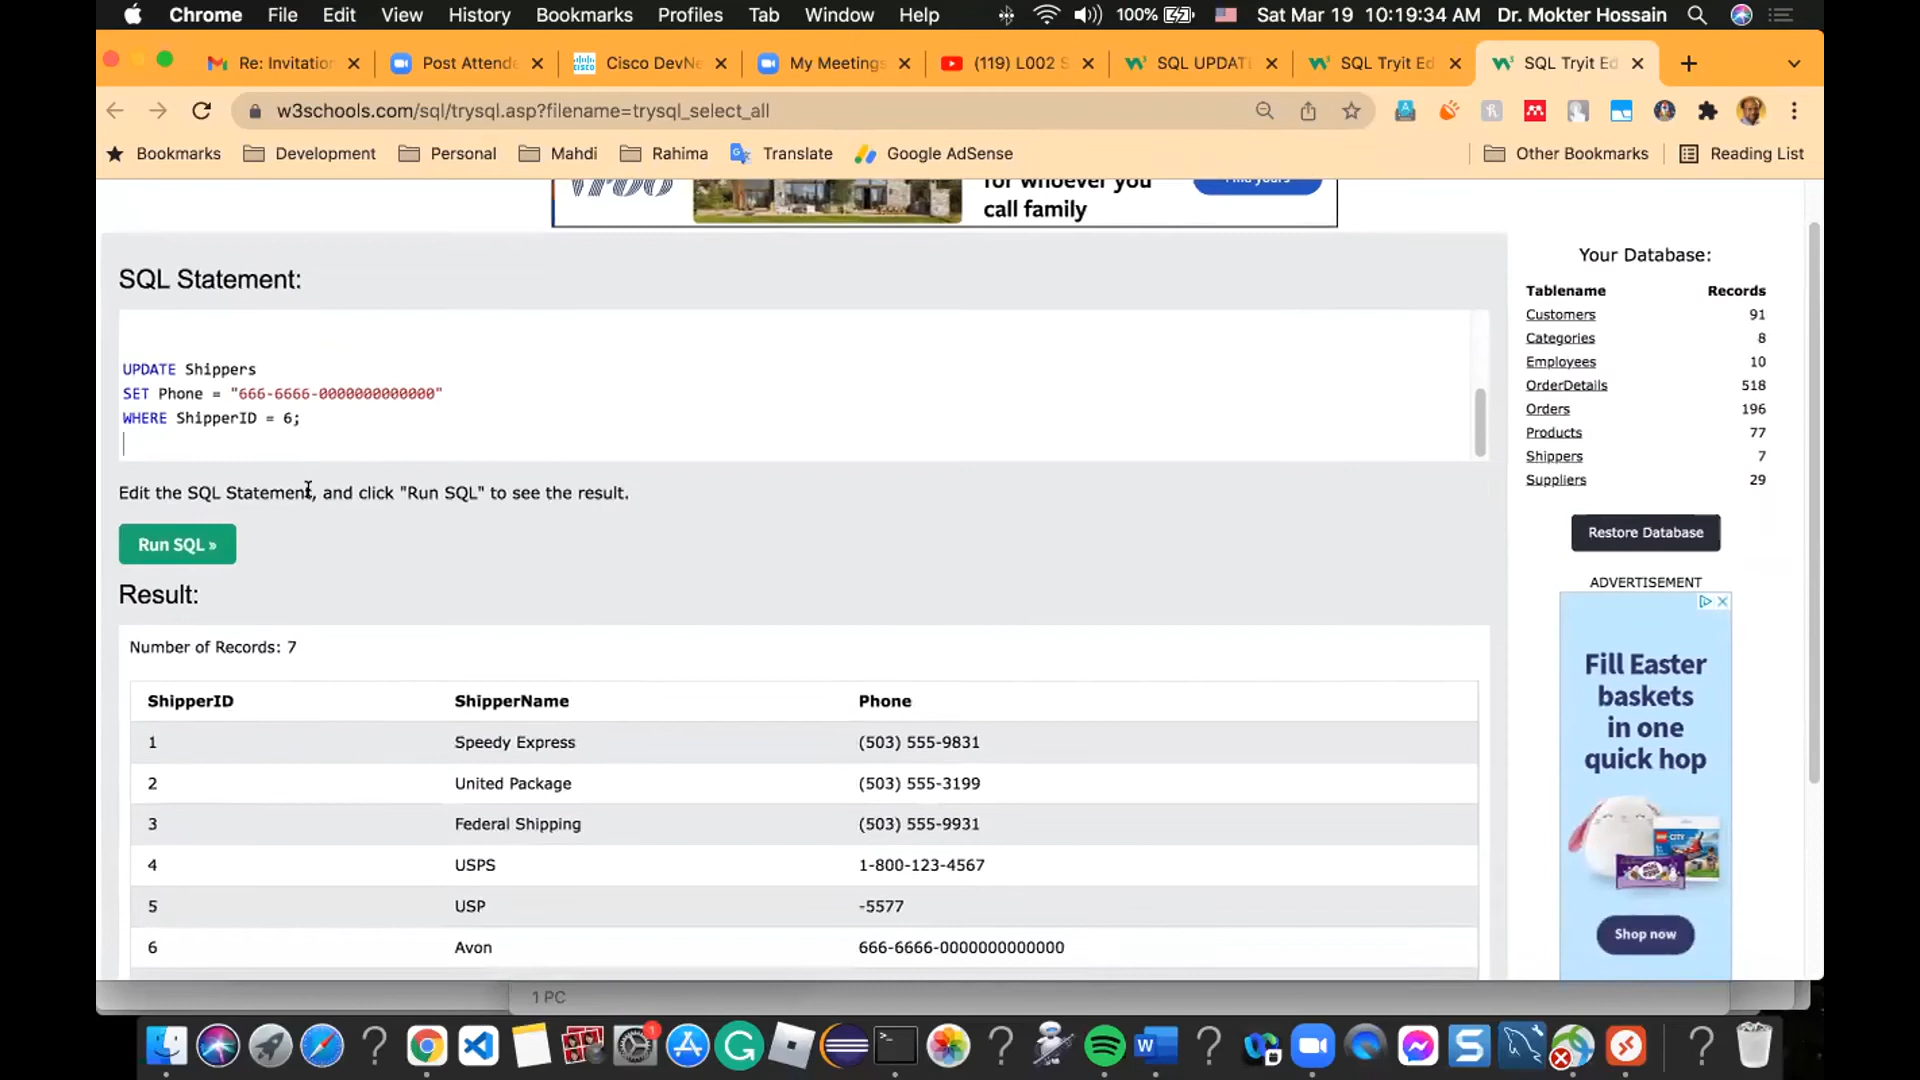 Chrome File Edit View History Bookmarks Profiles Tab Window Help 100% Sat Mar 19 10:19:34 AM Dr. Mokter Hossain
Re: Invitation Post Attende Cisco DevNe My Meetings (119) L002 S SQL UPDATE SQL Tryit Ed SQL Tryit Ed
w3schools.com/sql/trysql.asp?filename=trysql_select_all
Bookmarks Development Personal Mahdi Rahima Translate Google AdSense Other Bookmarks Reading List
for whoever you
call family
Find yours
SQL Statement:
UPDATE Shippers
SET Phone = "666-6666-0000000000000"
WHERE ShipperID = 6;
Edit the SQL Statement, and click "Run SQL" to see the result.
Run SQL »
Result:
Number of Records: 7
ShipperID ShipperName Phone
1 Speedy Express (503) 555-9831
2 United Package (503) 555-3199
3 Federal Shipping (503) 555-9931
4 USPS 1-800-123-4567
5 USP -5577
6 Avon 666-6666-0000000000000
Your Database:
Tablename Records
Customers 91
Categories 8
Employees 10
OrderDetails 518
Orders 196
Products 77
Shippers 7
Suppliers 29
Restore Database
ADVERTISEMENT
Fill Easter
baskets
in one
quick hop
Shop now
1 PC